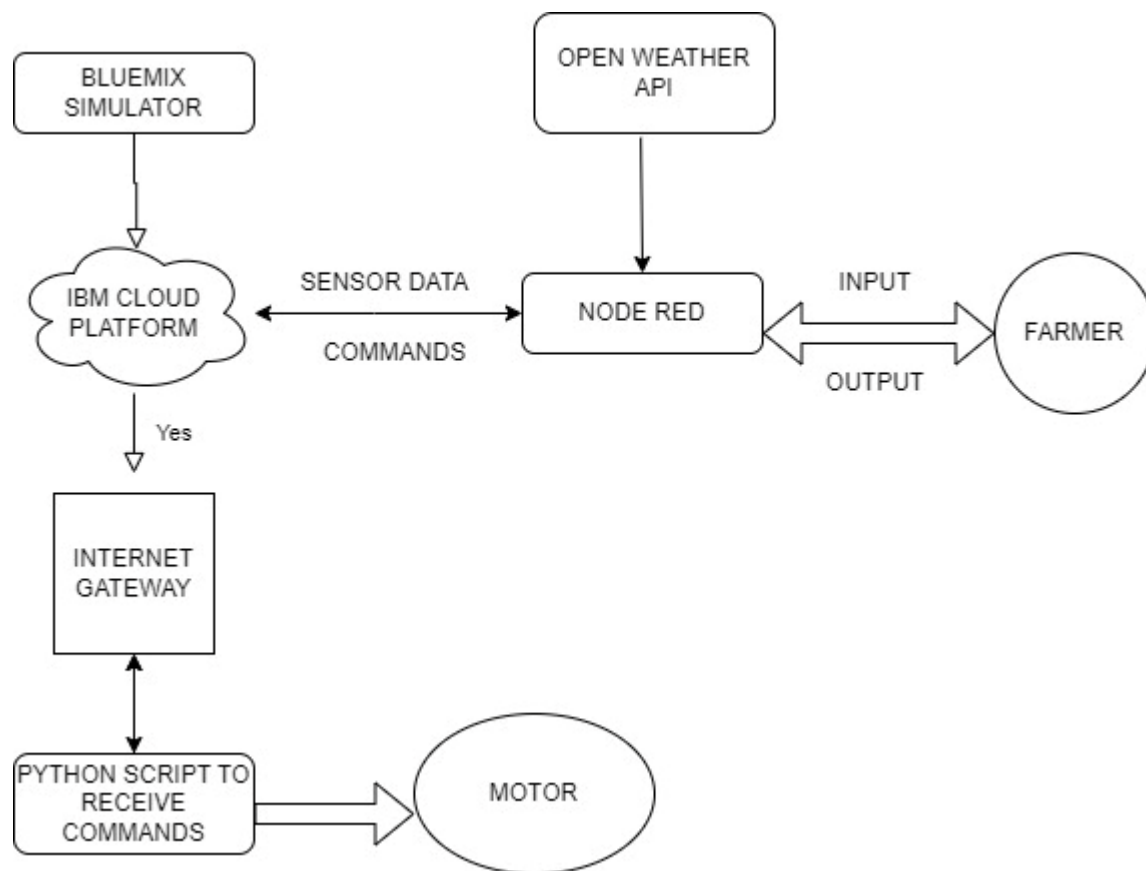 BLUEMIX
SIMULATOR
OPEN WEATHER
API
IBM CLOUD
PLATFORM
SENSOR DATA
COMMANDS
NODE RED
INPUT
OUTPUT
FARMER
Yes
INTERNET
GATEWAY
PYTHON SCRIPT TO
RECEIVE
COMMANDS
MOTOR